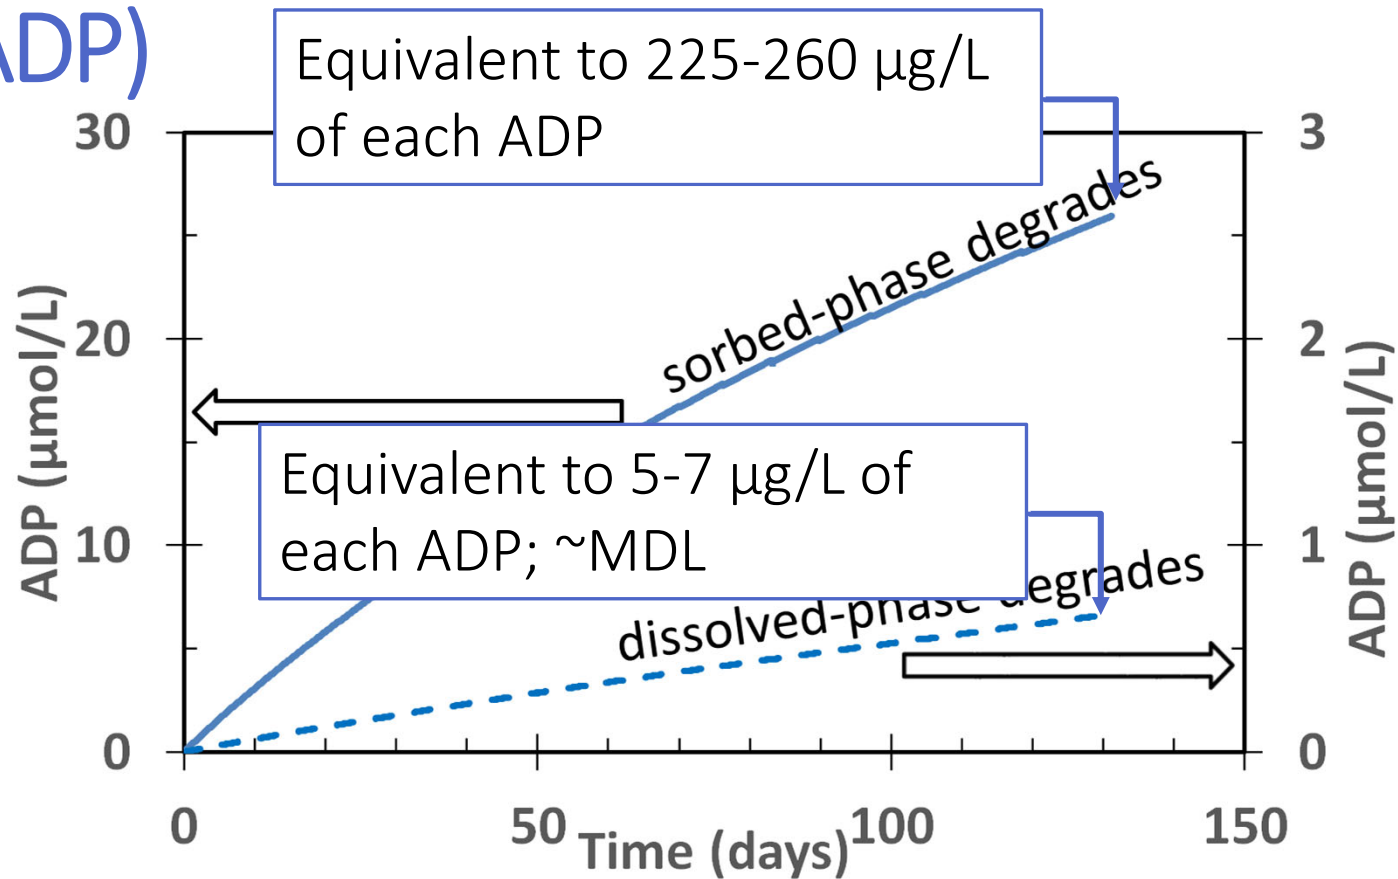 ADP)
Equivalent to 225-260 µg/L
of each ADP
30
20
10
0
ADP (µmol/L)
3
2
1
0
ADP (µmol/L)
sorbed-phase degrades
Equivalent to 5-7 µg/L of
each ADP; ~MDL
dissolved-phase degrades
0
50
100
150
Time (days)